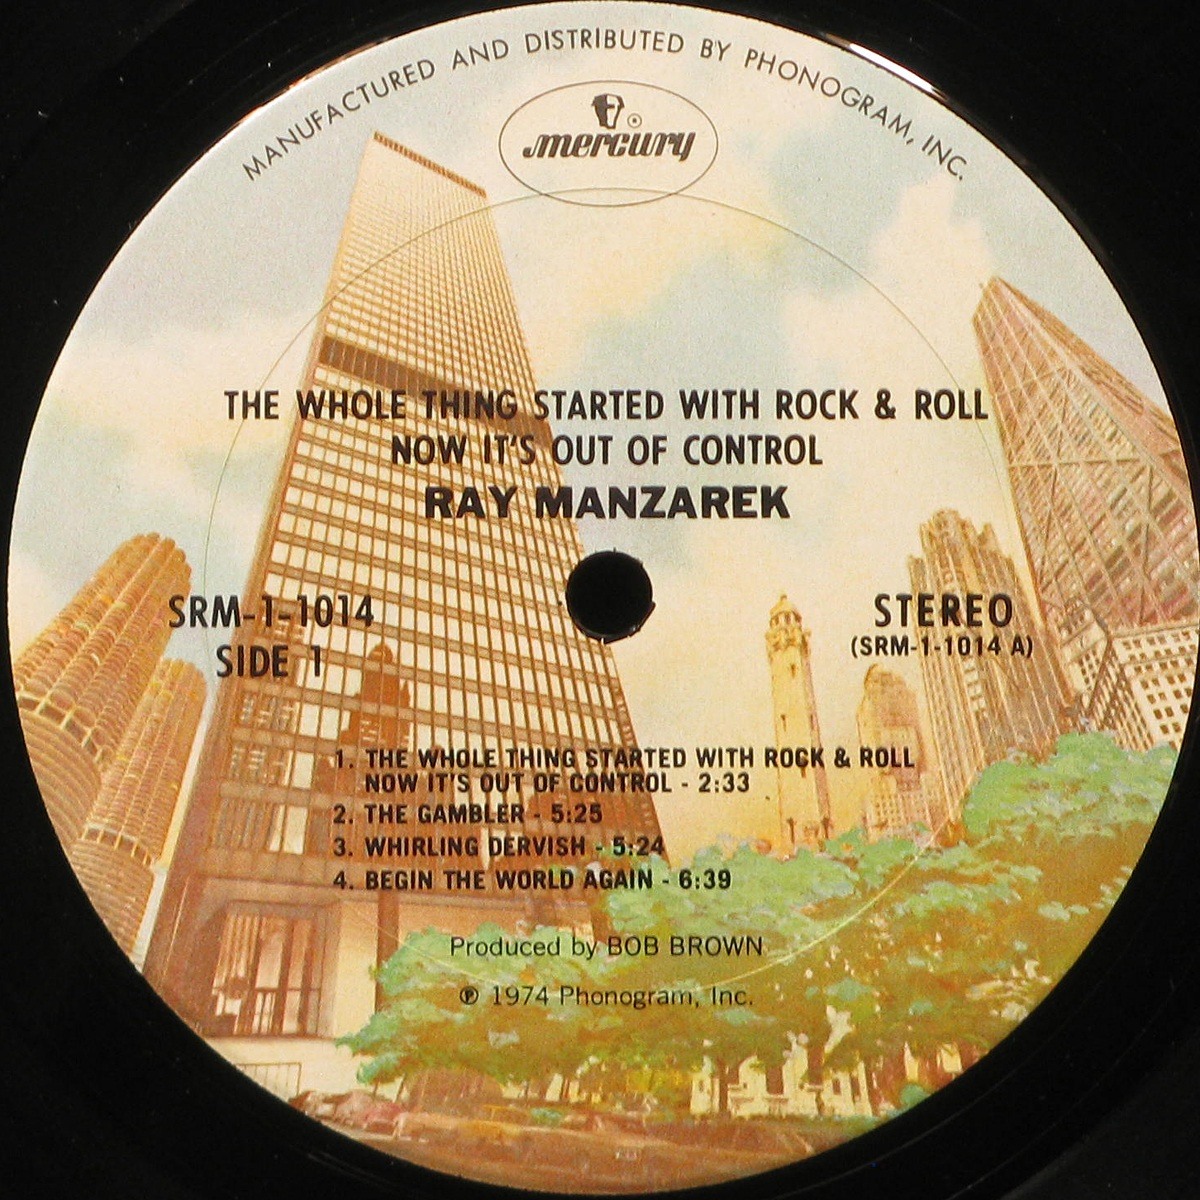 MANUFACTURED AND DISTRIBUTED BY PHONOGRAM, INC.
mercury
THE WHOLE THING STARTED WITH ROCK & ROLL
NOW IT'S OUT OF CONTROL
RAY MANZAREK
SRM-1-1014
SIDE 1
STEREO
(SRM-1-1014 A)
1. THE WHOLE THING STARTED WITH ROCK & ROLL
NOW IT'S OUT OF CONTROL - 2:33
2. THE GAMBLER - 5:25
3. WHIRLING DERVISH - 5:24
4. BEGIN THE WORLD AGAIN - 6:39
Produced by BOB BROWN
℗ 1974 Phonogram, Inc.